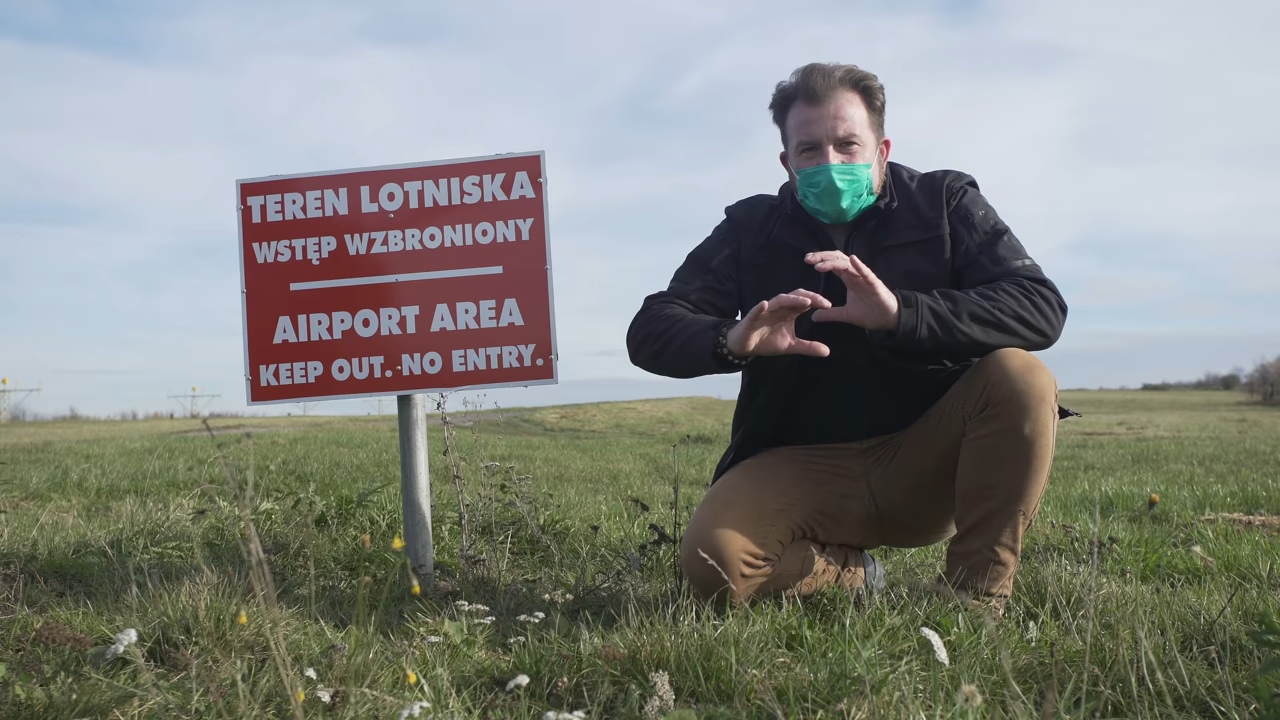 TEREN LOTNISKA
WSTĘP WZBRONIONY
AIRPORT AREA
KEEP OUT. NO ENTRY.